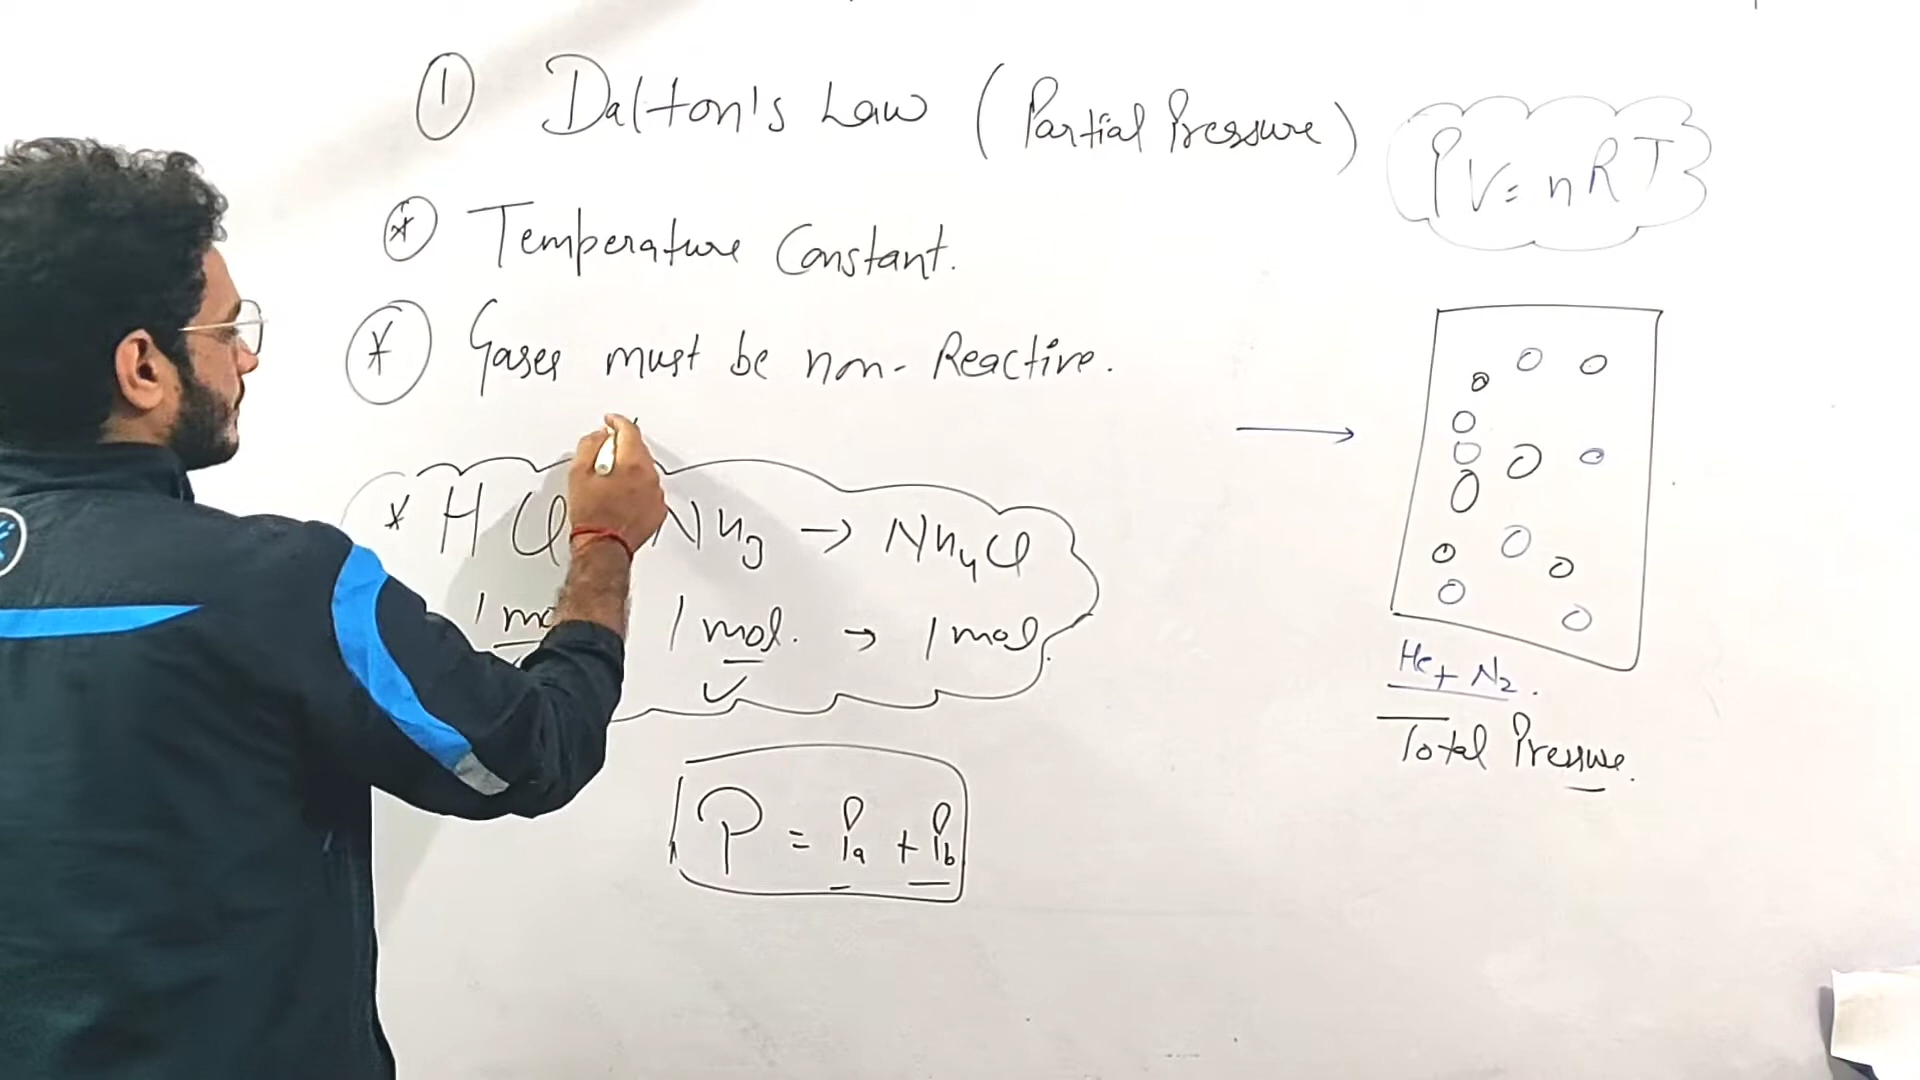 ① Dalton's Law (Partial Pressure)
PV = nRT
* Temperature Constant.
* Gases must be non-Reactive.
* HCl NH3 → NH4Cl
1 mol. → 1 mol.
P = Pa + Pb
He + N2.
Total Pressure.